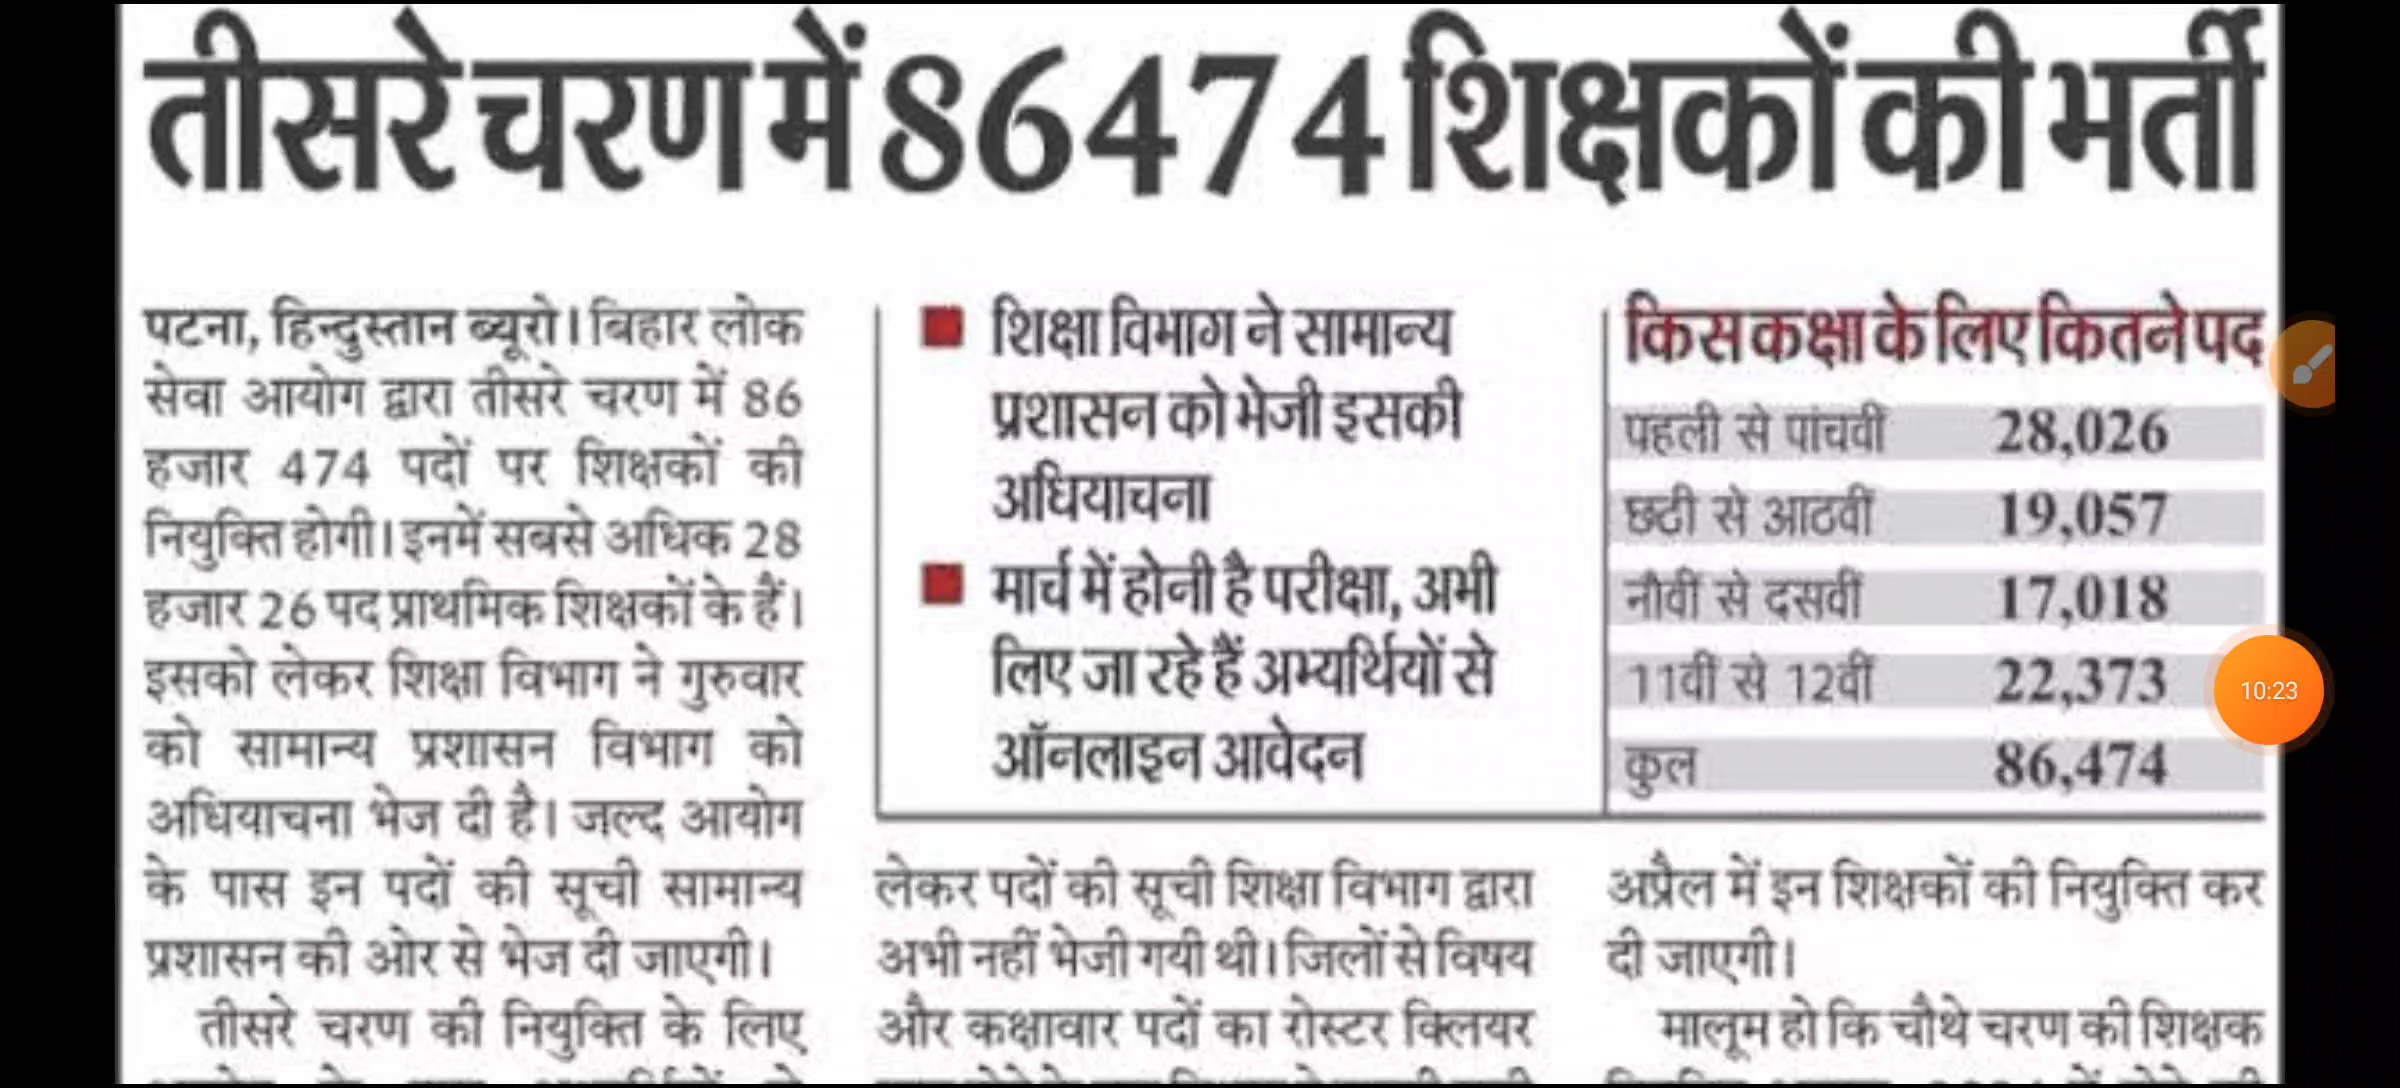 तीसरे चरण में 86474 शिक्षकों की भर्ती
पटना, हिन्दुस्तान ब्यूरो। बिहार लोक
सेवा आयोग द्वारा तीसरे चरण में 86
हजार 474 पदों पर शिक्षकों की
नियुक्ति होगी। इनमें सबसे अधिक 28
हजार 26 पद प्राथमिक शिक्षकों के हैं।
इसको लेकर शिक्षा विभाग ने गुरुवार
को सामान्य प्रशासन विभाग को
अधियाचना भेज दी है। जल्द आयोग
के पास इन पदों की सूची सामान्य
प्रशासन की ओर से भेज दी जाएगी।
तीसरे चरण की नियुक्ति के लिए
■ शिक्षा विभाग ने सामान्य
प्रशासन को भेजी इसकी
अधियाचना
■ मार्च में होनी है परीक्षा, अभी
लिए जा रहे हैं अभ्यर्थियों से
ऑनलाइन आवेदन
किस कक्षा के लिए कितने पद
पहली से पांचवीं 28,026
छठी से आठवीं 19,057
नौवीं से दसवीं 17,018
11वीं से 12वीं 22,373
कुल 86,474
लेकर पदों की सूची शिक्षा विभाग द्वारा
अभी नहीं भेजी गयी थी। जिलों से विषय
और कक्षावार पदों का रोस्टर क्लियर
अप्रैल में इन शिक्षकों की नियुक्ति कर
दी जाएगी।
मालूम हो कि चौथे चरण की शिक्षक
10:23